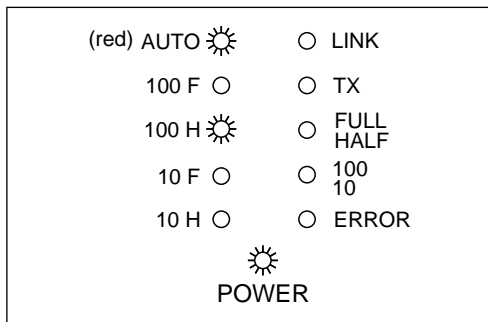 (red) AUTO
LINK
100 F
TX
100 H
FULL
HALF
10 F
100
10
10 H
ERROR
POWER